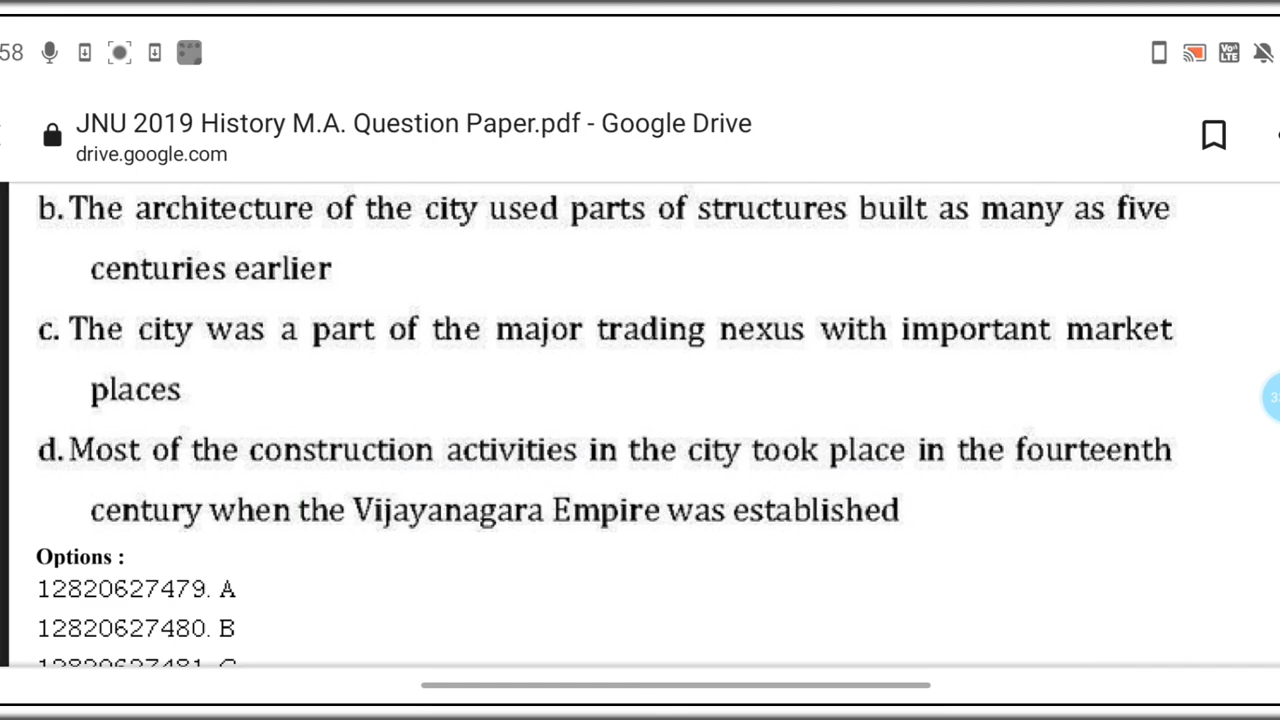 58
JNU 2019 History M.A. Question Paper.pdf - Google Drive
drive.google.com
b. The architecture of the city used parts of structures built as many as five
centuries earlier
c. The city was a part of the major trading nexus with important market
places
d. Most of the construction activities in the city took place in the fourteenth
century when the Vijayanagara Empire was established
Options :
12820627479. A
12820627480. B
12820627481. C